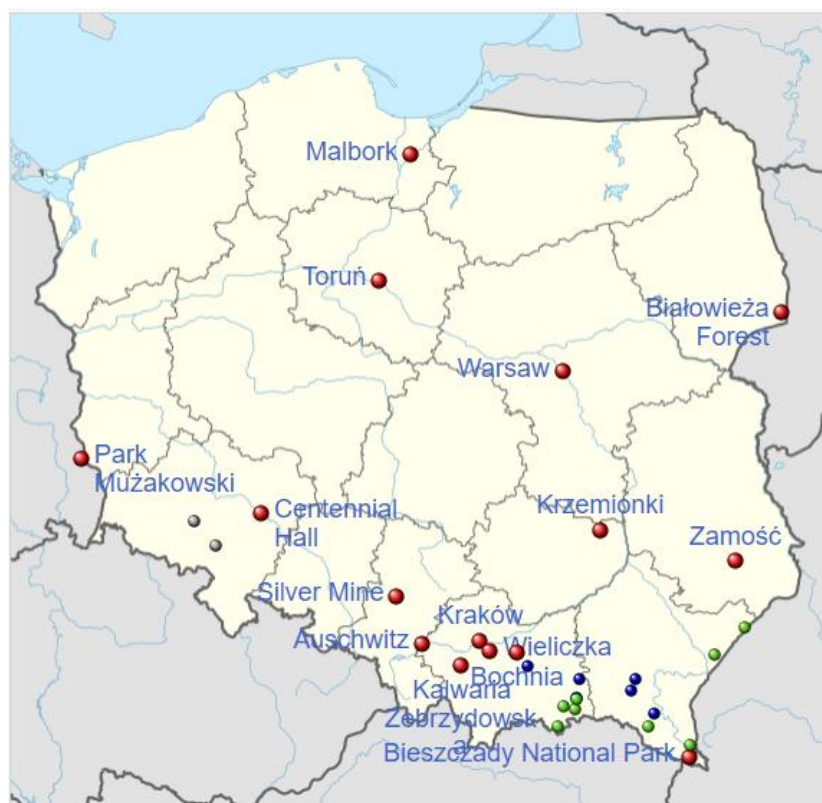 Malbork
Toruń
Białowieża
Forest
Warsaw
Park
Mużakowski
Centennial
Hall
Krzemionki
Zamość
Silver Mine
Kraków
Auschwitz
Wieliczka
Bochnia
Kalwaria
Zebrzydowsk
a
Bieszczady National Park